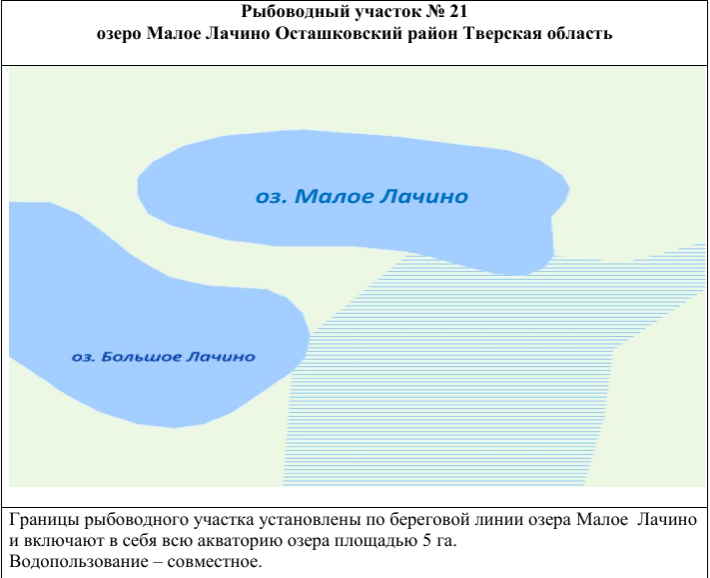 Рыбоводный участок № 21
озеро Малое Лачино Осташковский район Тверская область
оз. Малое Лачино
оз. Большое Лачино
Границы рыбоводного участка установлены по береговой линии озера Малое Лачино
и включают в себя всю акваторию озера площадью 5 га.
Водопользование – совместное.